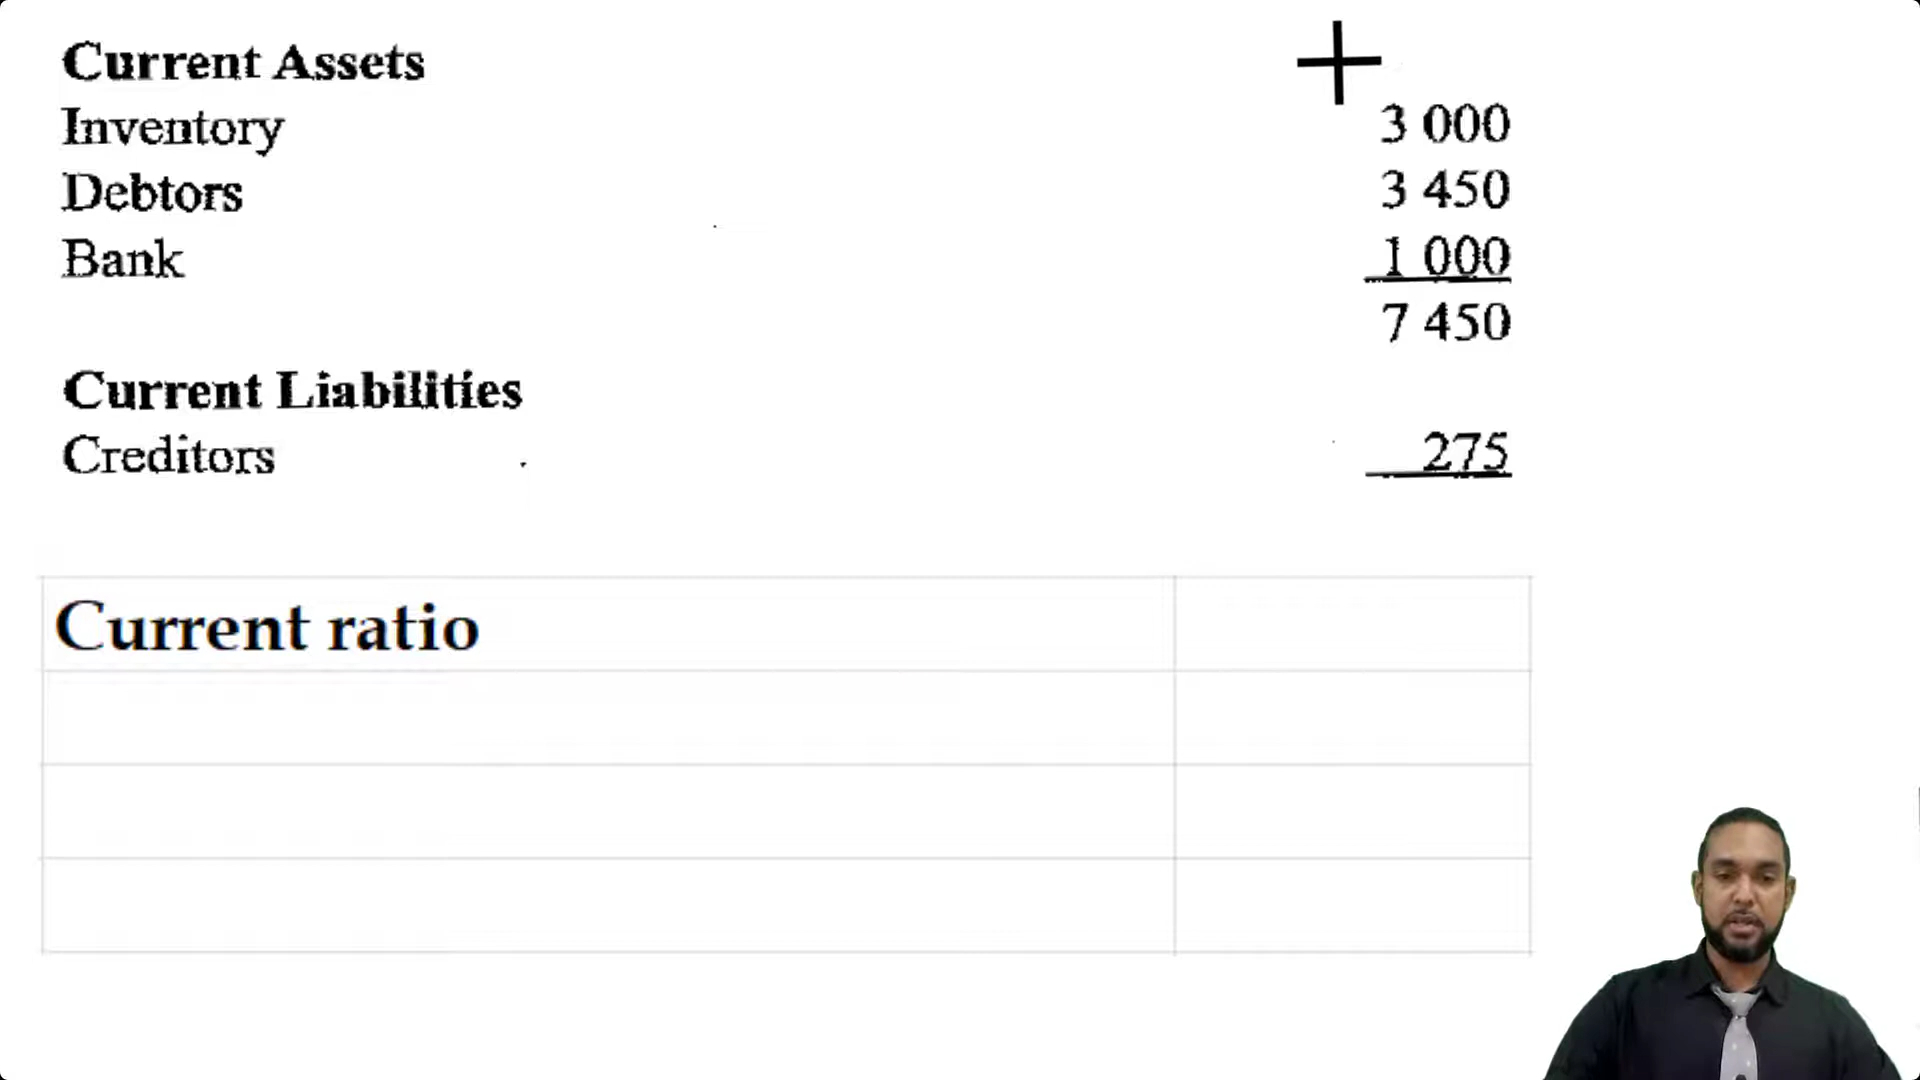 Current Assets
Inventory 3 000
Debtors 3 450
Bank 1 000
7 450
Current Liabilities
Creditors 275
Current ratio